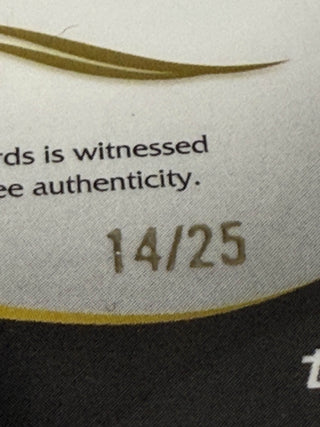 rds is witnessed
ee authenticity.
14/25
t